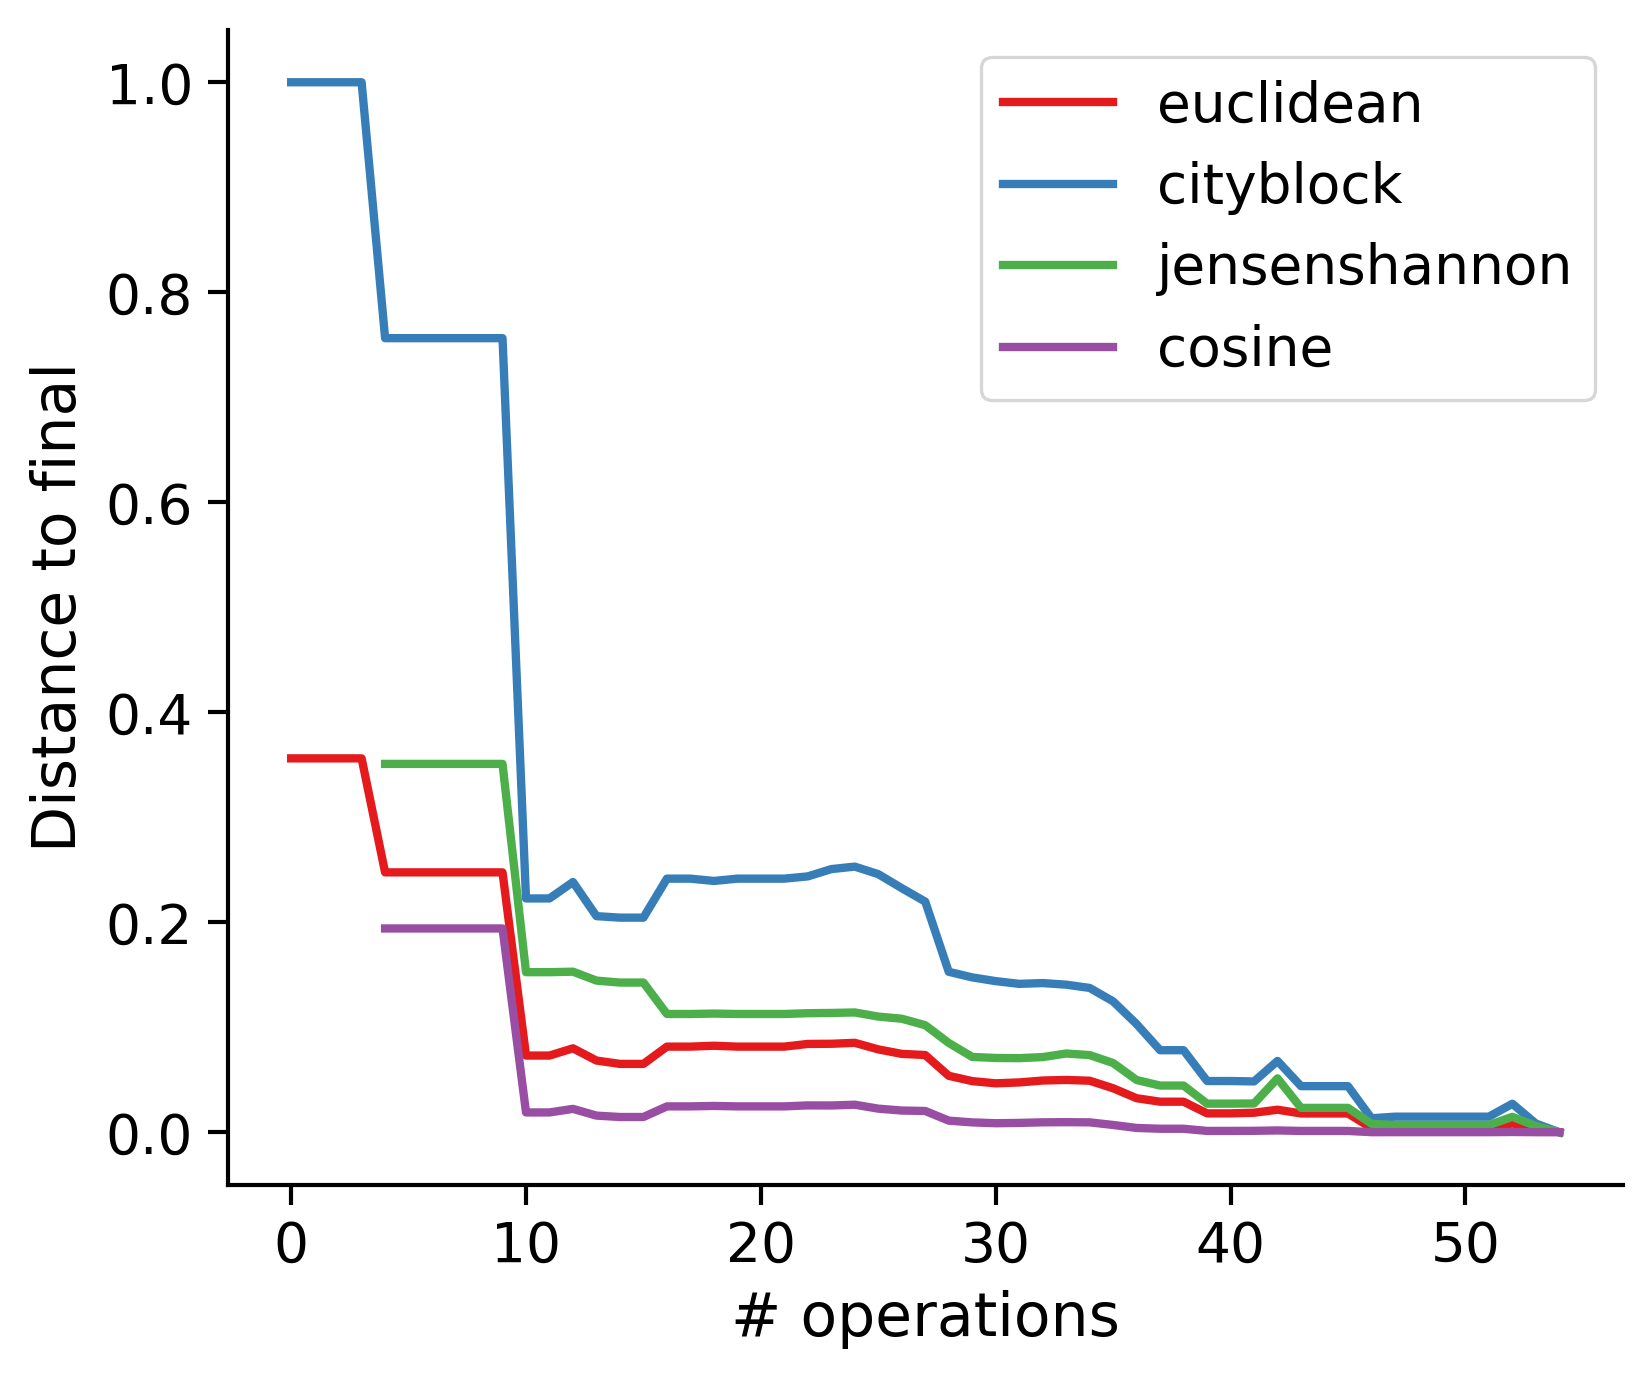 Distance to final
1.0
0.8
0.6
0.4
0.2
0.0
euclidean
cityblock
jensenshannon
cosine
0 10 20 30 40 50
# operations